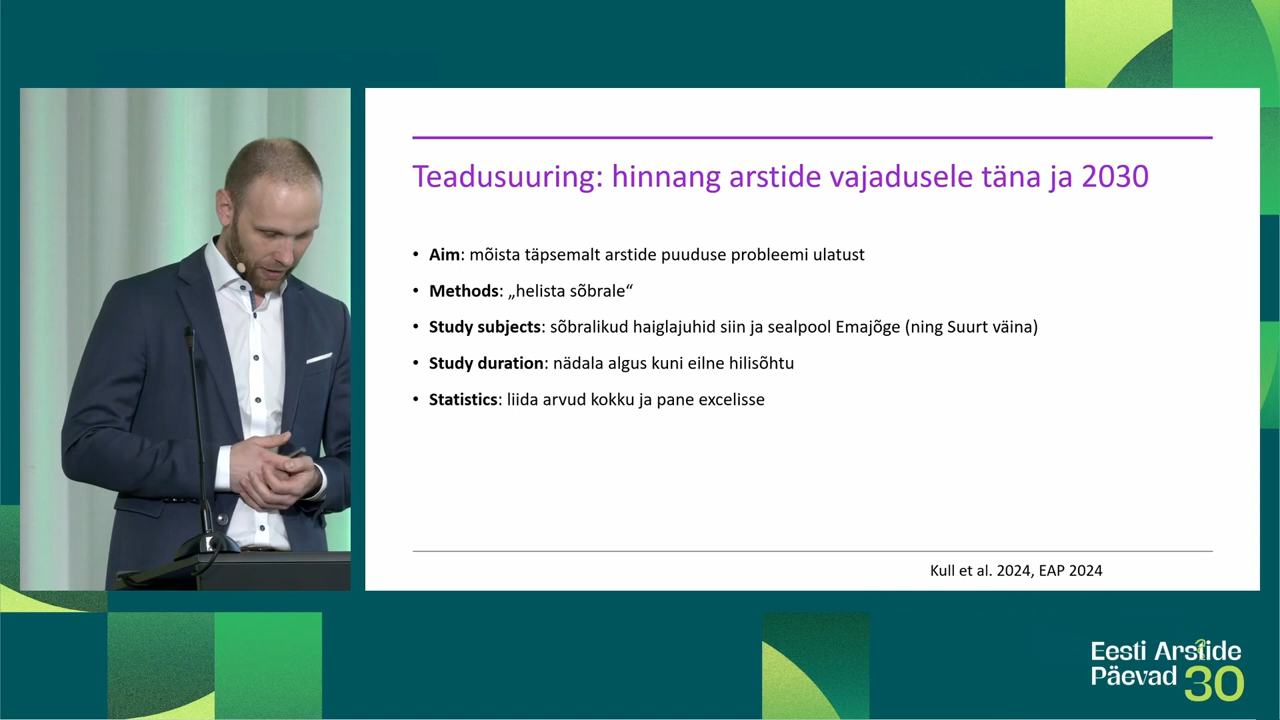 Teadusuuring: hinnang arstide vajadusele täna ja 2030
• Aim: mõista täpsemalt arstide puuduse probleemi ulatust
• Methods: „helista sõbrale“
• Study subjects: sõbralikud haiglajuhid siin ja sealpool Emajõge (ning Suurt väina)
• Study duration: nädala algus kuni eilne hilisõhtu
• Statistics: liida arvud kokku ja pane excelisse
Kull et al. 2024, EAP 2024
Eesti Arstide
Päevad 30